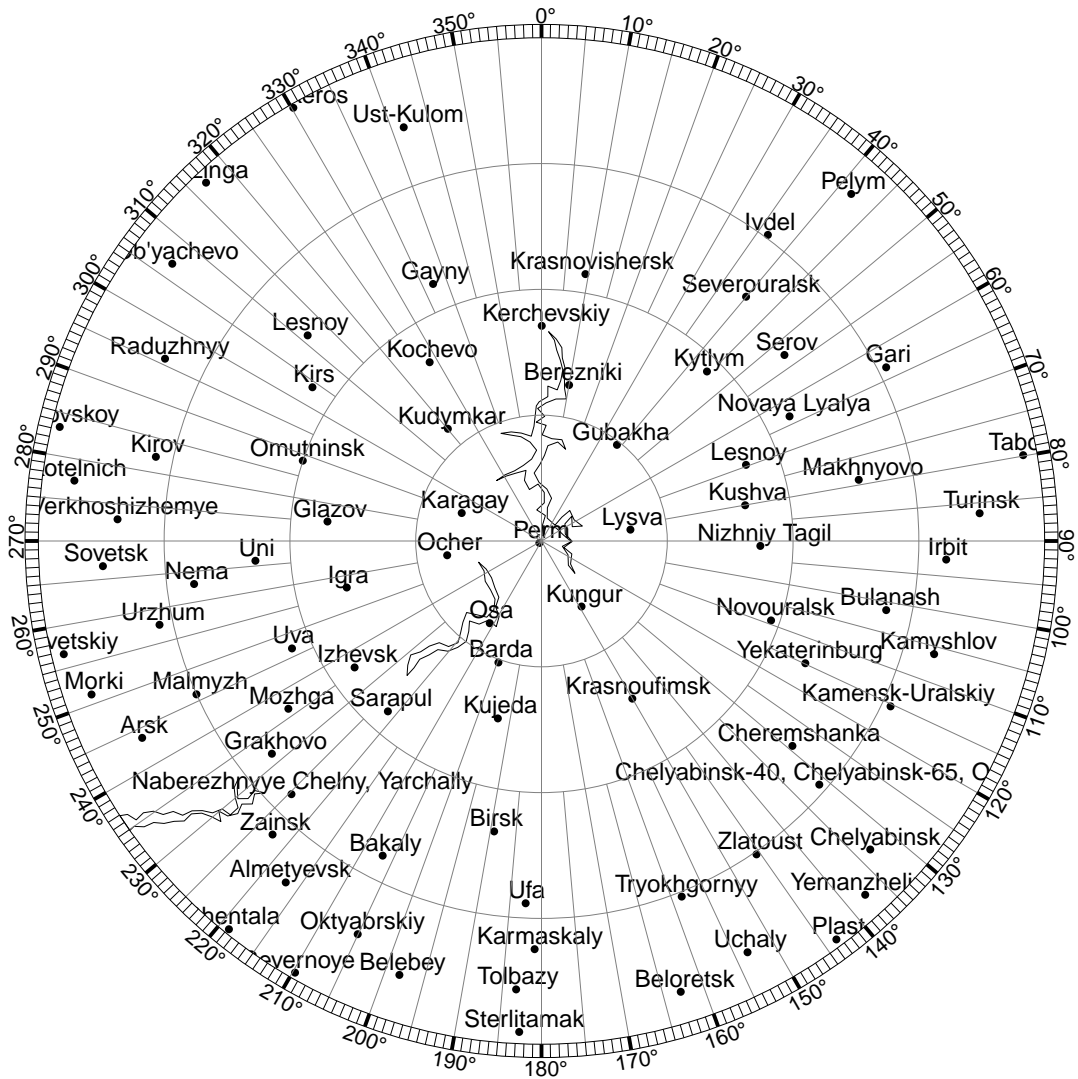 0°
350°
10°
340°
20°
330°
30°
Ust-Kulom
320°
40°
Pelym
310°
50°
Ivdel
300°
Gayny
Krasnovishersk
Severouralsk
60°
Lesnoy
Kerchevskiy
Raduzhnyy
Kochevo
Kytlym
Serov
Gari
290°
Kirs
Berezniki
70°
Novaya Lyalya
Kudymkar
Gubakha
280°
Kirov
Omutninsk
Lesnoy
Makhnyovo
80°
Karagay
Kushva
Turinsk
Glazov
Lysva
Perm
Nizhniy Tagil
270°
Ocher
90°
Sovetsk
Uni
Irbit
Nema
Igra
Kungur
Urzhum
Osa
Novouralsk
Bulanash
260°
Uva
100°
Izhevsk
Barda
Yekaterinburg
Kamyshlov
Morki
Malmyzh
Mozhga
Sarapul
Kujeda
Krasnoufimsk
Kamensk-Uralskiy
250°
Arsk
110°
Grakhovo
Cheremshanka
Naberezhnyye Chelny, Yarchally
Chelyabinsk-40, Chelyabinsk-65,
240°
120°
Zainsk
Birsk
Bakaly
Zlatoust
Chelyabinsk
Almetyevsk
230°
Ufa
Tryokhgornyy
130°
Oktyabrskiy
Karmaskaly
Uchaly
Plast
220°
140°
Belebey
Tolbazy
Beloretsk
210°
150°
Sterlitamak
200°
160°
190°
170°
180°